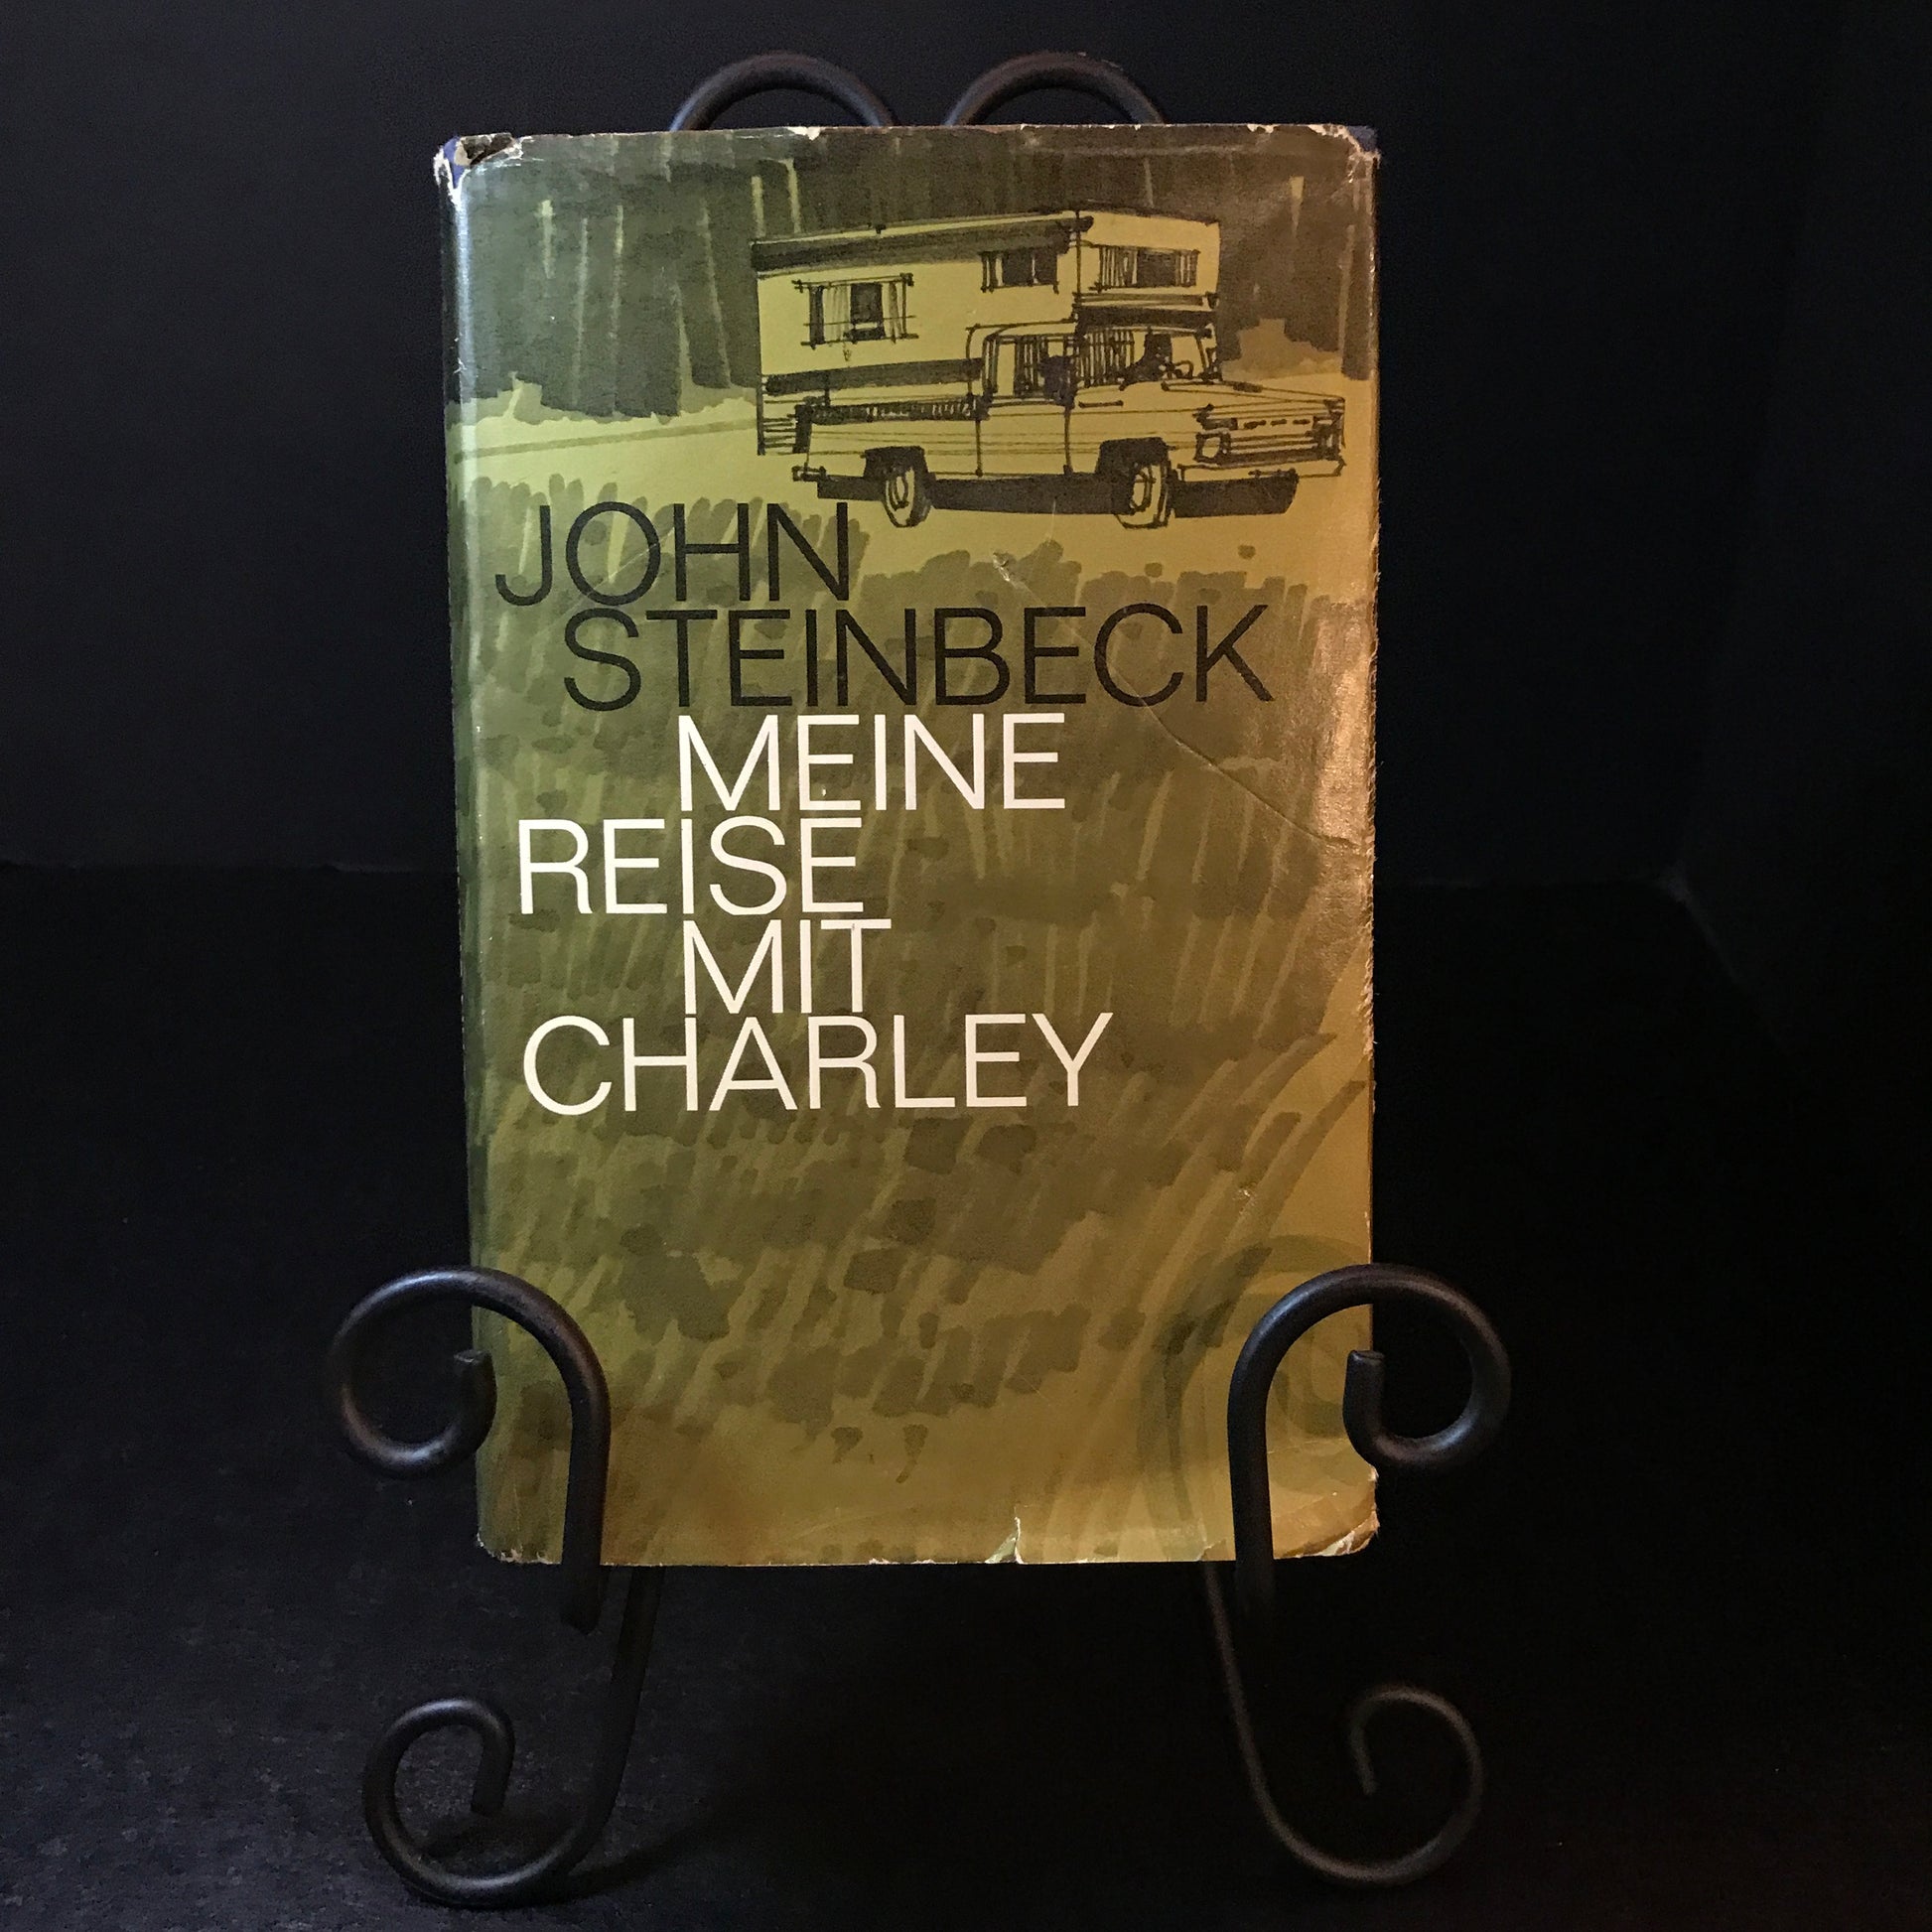 JOHN
STEINBECK
MEINE
REISE
MIT
CHARLEY